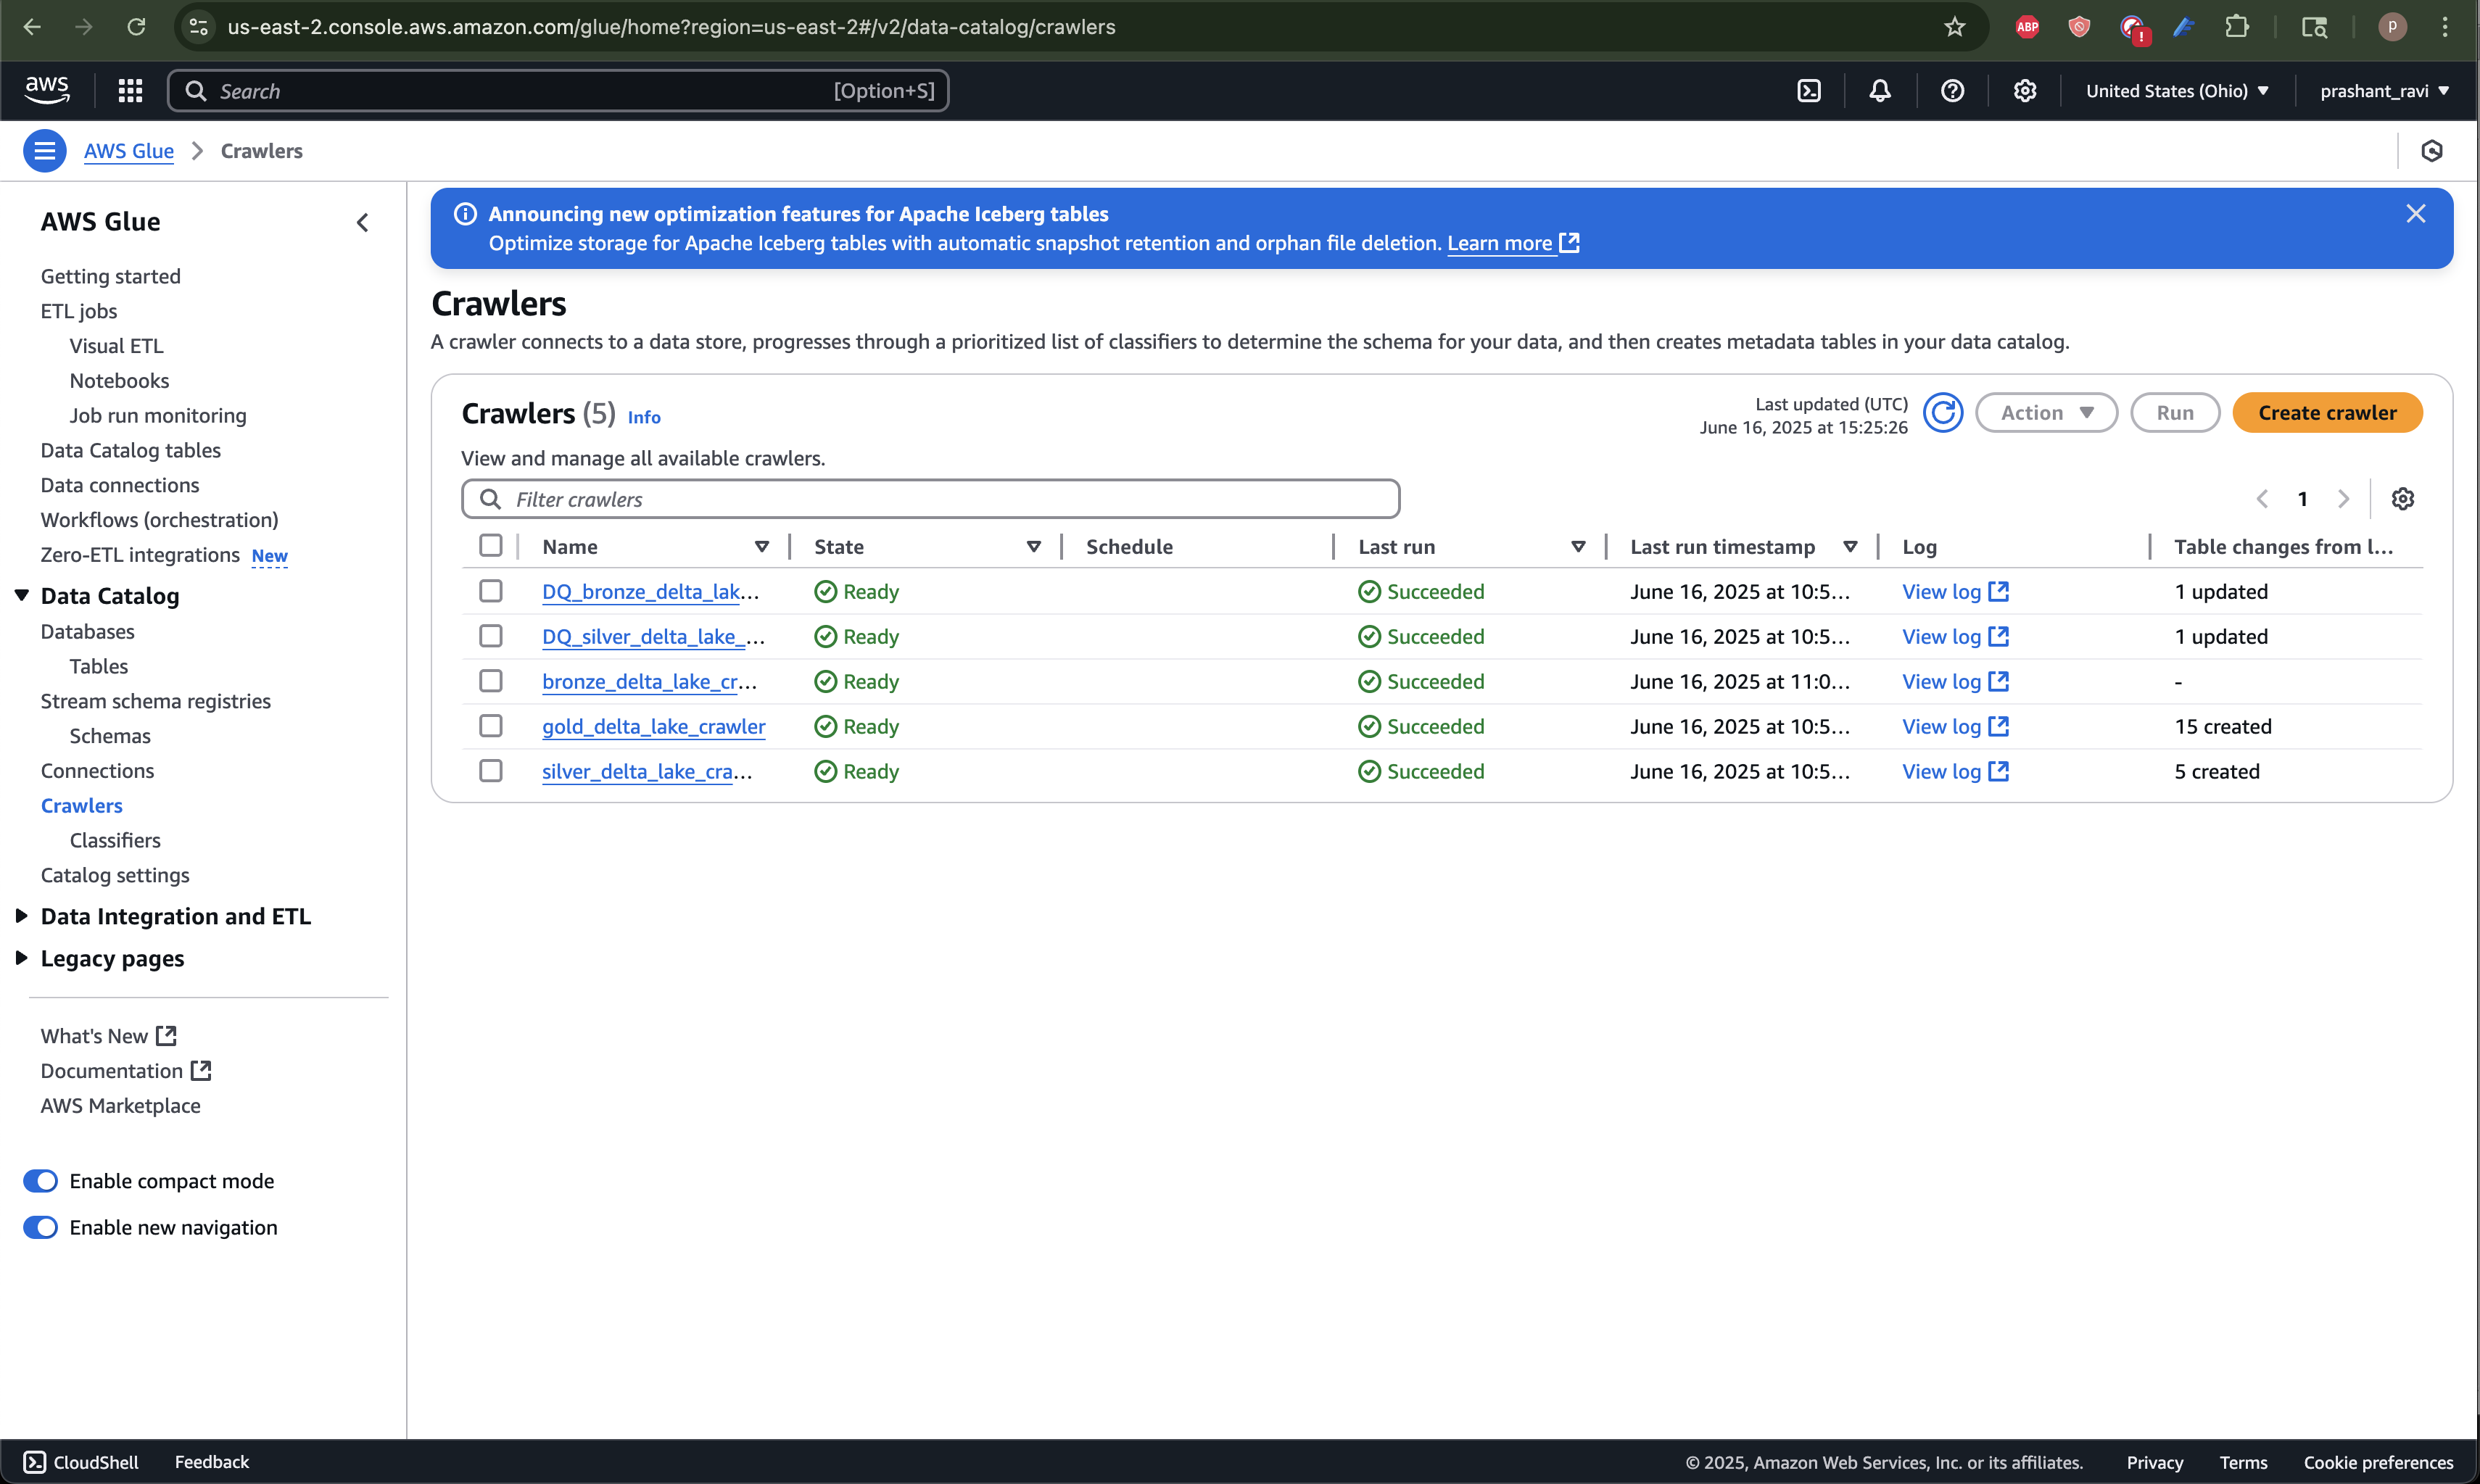 us-east-2.console.aws.amazon.com/glue/home?region=us-east-2#/v2/data-catalog/crawlers
ABP
!
P
aws
Search
[Option+S]
United States (Ohio)
prashant_ravi
AWS Glue
Crawlers
AWS Glue
Getting started
ETL jobs
Visual ETL
Notebooks
Job run monitoring
Data Catalog tables
Data connections
Workflows (orchestration)
Zero-ETL integrations New
Data Catalog
Databases
Tables
Stream schema registries
Schemas
Connections
Crawlers
Classifiers
Catalog settings
Data Integration and ETL
Legacy pages
What's New
Documentation
AWS Marketplace
Enable compact mode
Enable new navigation
Announcing new optimization features for Apache Iceberg tables
Optimize storage for Apache Iceberg tables with automatic snapshot retention and orphan file deletion. Learn more
Crawlers
A crawler connects to a data store, progresses through a prioritized list of classifiers to determine the schema for your data, and then creates metadata tables in your data catalog.
Crawlers (5) Info
Last updated (UTC)
June 16, 2025 at 15:25:26
Action
Run
Create crawler
View and manage all available crawlers.
Filter crawlers
1
Name State Schedule Last run Last run timestamp Log Table changes from l...
DQ_bronze_delta_lak... Ready Succeeded June 16, 2025 at 10:5... View log 1 updated
DQ_silver_delta_lake_... Ready Succeeded June 16, 2025 at 10:5... View log 1 updated
bronze_delta_lake_cr... Ready Succeeded June 16, 2025 at 11:0... View log -
gold_delta_lake_crawler Ready Succeeded June 16, 2025 at 10:5... View log 15 created
silver_delta_lake_cra... Ready Succeeded June 16, 2025 at 10:5... View log 5 created
CloudShell
Feedback
© 2025, Amazon Web Services, Inc. or its affiliates.
Privacy
Terms
Cookie preferences